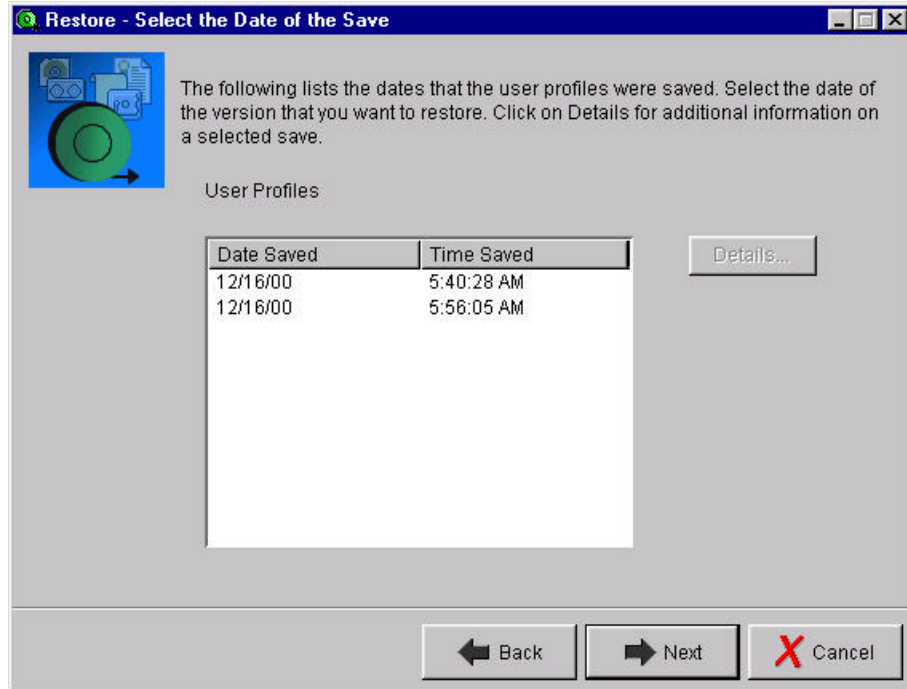 Restore - Select the Date of the Save
The following lists the dates that the user profiles were saved. Select the date of
the version that you want to restore. Click on Details for additional information on
a selected save.
User Profiles
Date Saved Time Saved
Details...
12/16/00 5:40:28 AM
12/16/00 5:56:05 AM
Back Next Cancel